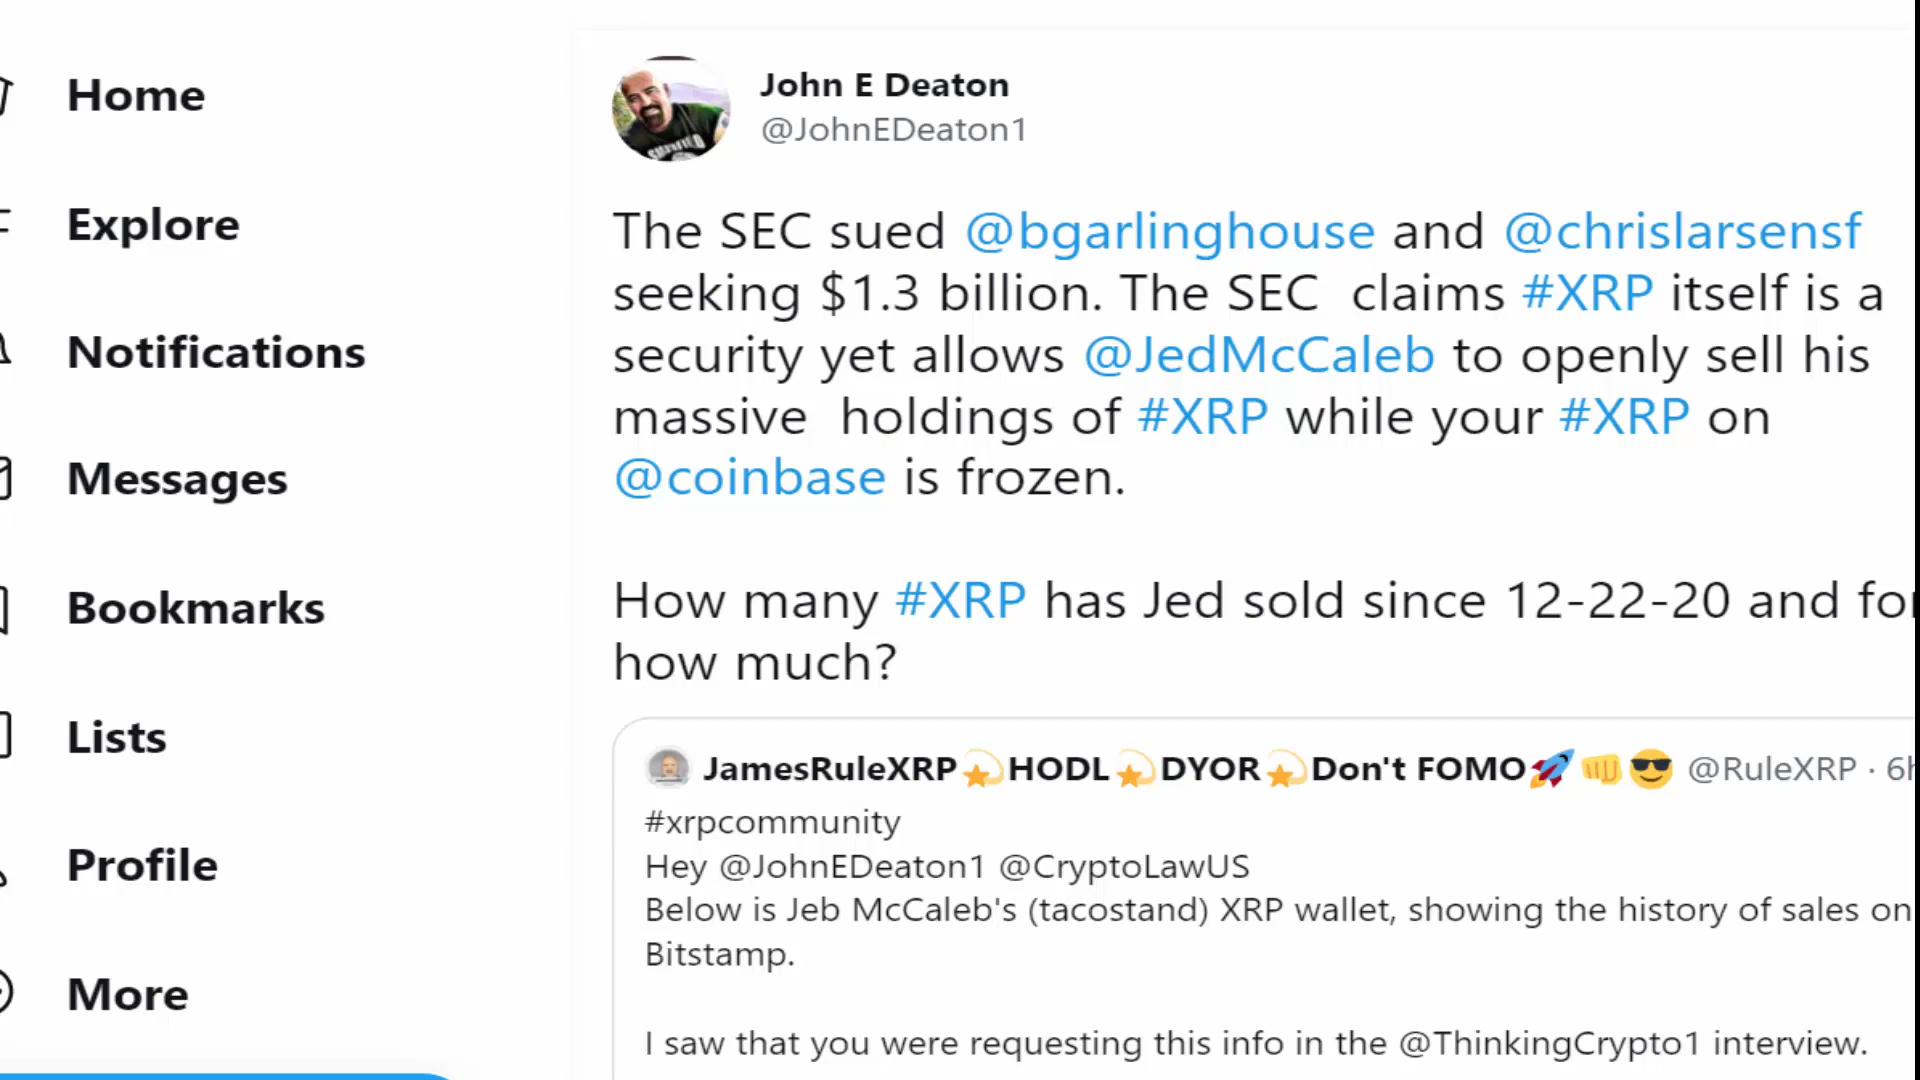 Home
Explore
Notifications
Messages
Bookmarks
Lists
Profile
More
John E Deaton
@JohnEDeaton1
The SEC sued @bgarlinghouse and @chrislarsensf
seeking $1.3 billion. The SEC claims #XRP itself is a
security yet allows @JedMcCaleb to openly sell his
massive holdings of #XRP while your #XRP on
@coinbase is frozen.
How many #XRP has Jed sold since 12-22-20 and for
how much?
JamesRuleXRP💫HODL💫DYOR💫Don't FOMO🚀👊😎 @RuleXRP · 6h
#xrpcommunity
Hey @JohnEDeaton1 @CryptoLawUS
Below is Jeb McCaleb's (tacostand) XRP wallet, showing the history of sales on
Bitstamp.
I saw that you were requesting this info in the @ThinkingCrypto1 interview.